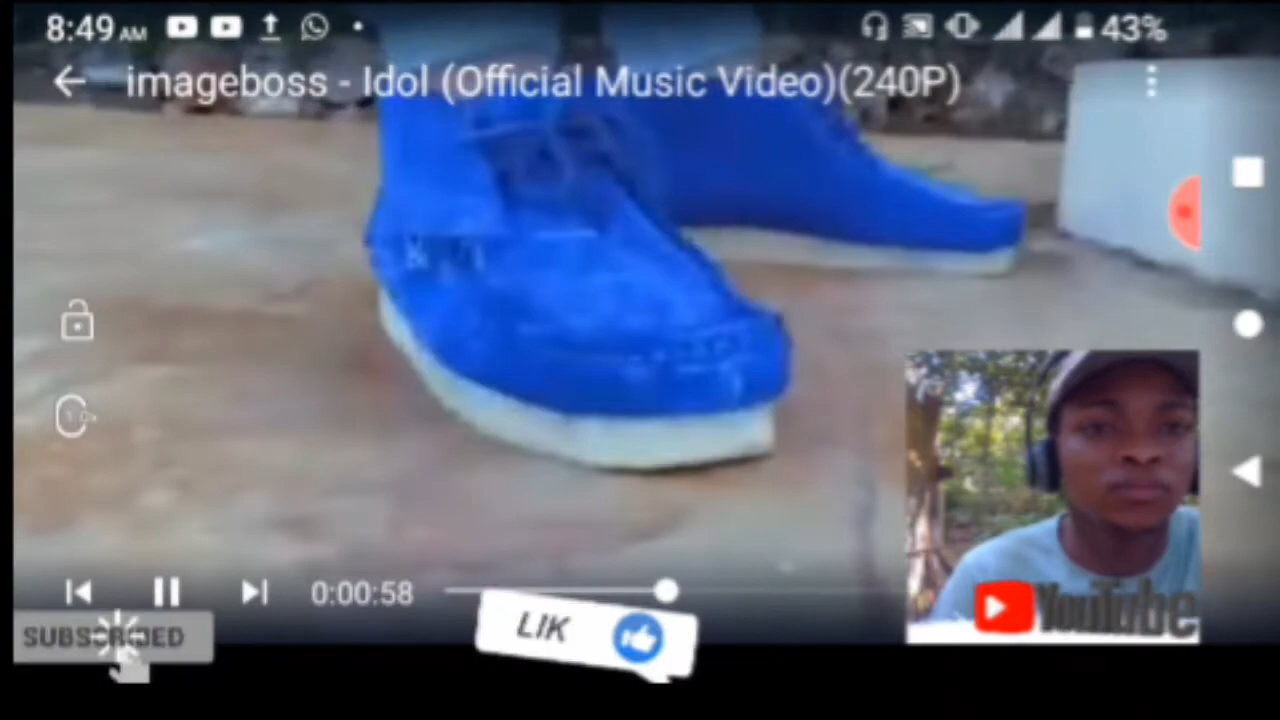 8:49 AM
43%
imageboss - Idol (Official Music Video)(240P)
0:00:58
SUBSCRIBED
LIK
YouTube